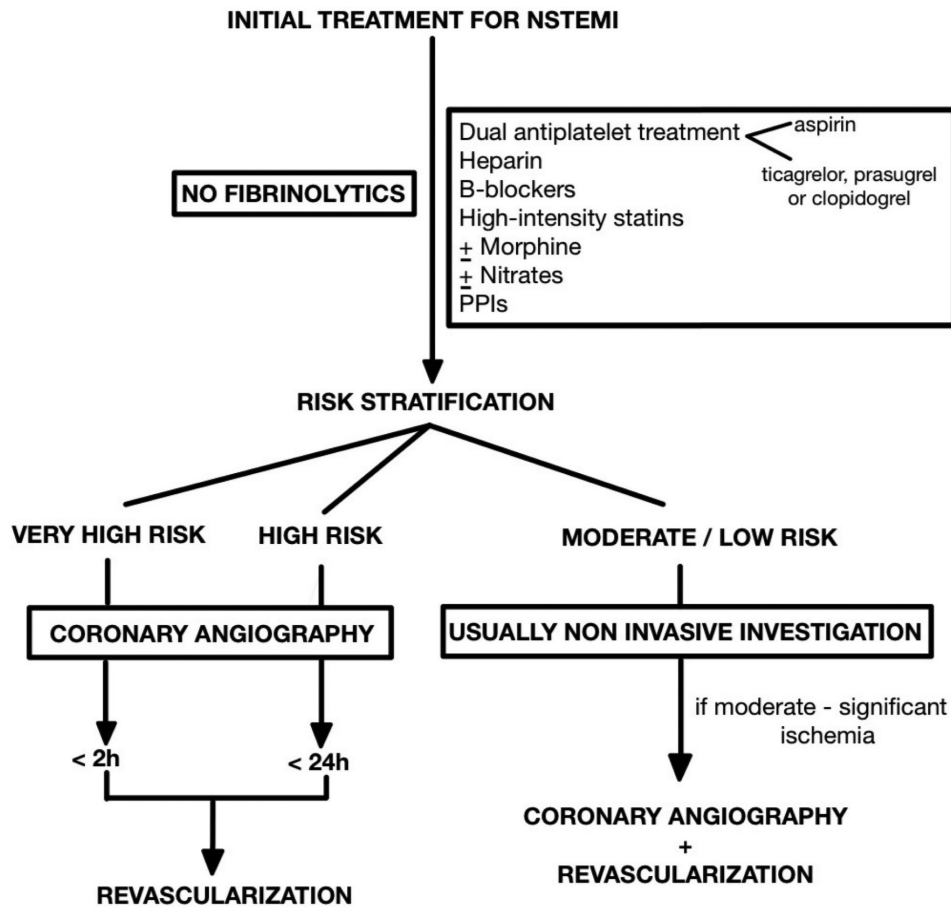 INITIAL TREATMENT FOR NSTEMI
NO FIBRINOLYTICS
Dual antiplatelet treatment
aspirin
ticagrelor, prasugrel
or clopidogrel
Heparin
B-blockers
High-intensity statins
± Morphine
± Nitrates
PPIs
RISK STRATIFICATION
VERY HIGH RISK
HIGH RISK
MODERATE / LOW RISK
CORONARY ANGIOGRAPHY
USUALLY NON INVASIVE INVESTIGATION
< 2h
< 24h
if moderate - significant
ischemia
REVASCULARIZATION
CORONARY ANGIOGRAPHY
+
REVASCULARIZATION